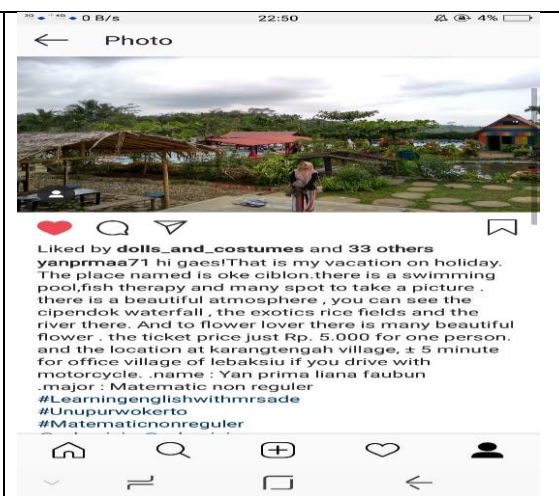 0 B/s 22:50 4%
Photo
Liked by dolls_and_costumes and 33 others
yanprmaa71 hi gaes!That is my vacation on holiday.
The place named is oke ciblon.there is a swimming
pool,fish therapy and many spot to take a picture .
there is a beautiful atmosphere , you can see the
cipendok waterfall , the exotics rice fields and the
river there. And to flower lover there is many beautiful
flower . the ticket price just Rp. 5.000 for one person.
and the location at karangtengah village, ± 5 minute
for office village of lebaksiu if you drive with
motorcycle. .name : Yan prima liana faubun
.major : Matematic non reguler
#Learningenglishwithmrsade
#Unupurwokerto
#Matematicnonreguler